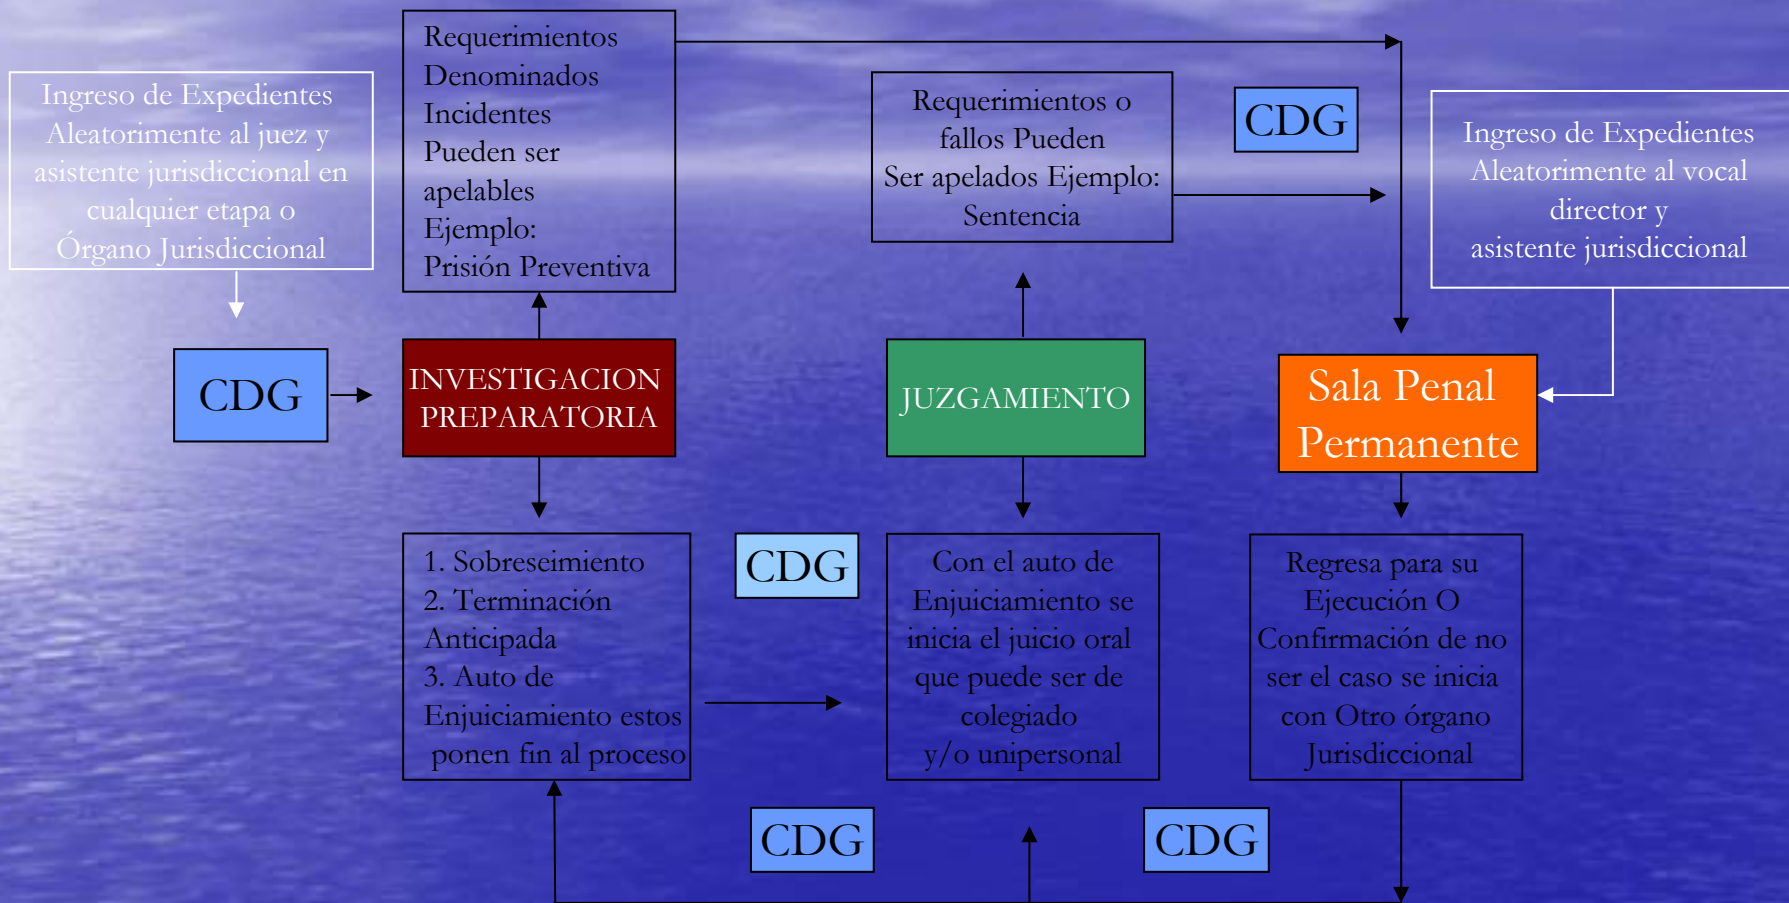 Ingreso de Expedientes
Aleatorimente al juez y
asistente jurisdiccional en
cualquier etapa o
Órgano Jurisdiccional
CDG
Requerimientos
Denominados
Incidentes
Pueden ser
apelables
Ejemplo:
Prisión Preventiva
INVESTIGACION
PREPARATORIA
1. Sobreseimiento
2. Terminación
Anticipada
3. Auto de
Enjuiciamiento estos
ponen fin al proceso
CDG
CDG
Requerimientos o
fallos Pueden
Ser apelados Ejemplo:
Sentencia
JUZGAMIENTO
Con el auto de
Enjuiciamiento se
inicia el juicio oral
que puede ser de
colegiado
y/o unipersonal
CDG
CDG
Ingreso de Expedientes
Aleatorimente al vocal
director y
asistente jurisdiccional
Sala Penal
Permanente
Regresa para su
Ejecución O
Confirmación de no
ser el caso se inicia
con Otro órgano
Jurisdiccional